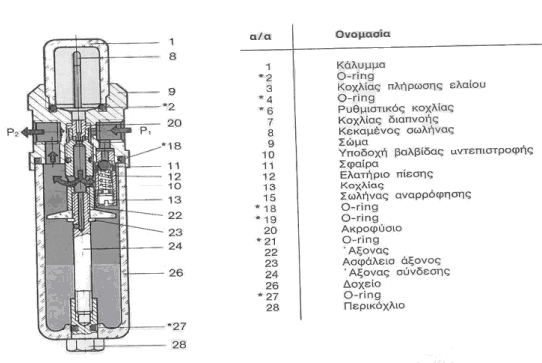 1
8
9
*2
20
P₂
P₁
*18
11
12
10
13
22
23
24
26
*27
28
α/α Ονομασία
1 Κάλυμμα
*2 O-ring
3 Κοχλίας πλήρωσης ελαίου
*4 O-ring
*6 Ρυθμιστικός κοχλίας
7 Κοχλίας διαπνοής
8 Κεκαμένος σωλήνας
9 Σώμα
10 Υποδοχή βαλβίδας αντεπιστροφής
11 Σφαίρα
12 Ελατήριο πίεσης
13 Κοχλίας
15 Σωλήνας αναρρόφησης
*18 O-ring
*19 O-ring
20 Ακροφύσιο
*21 O-ring
22 Άξονας
23 Ασφάλεισ άξονος
24 Άξονας σύνδεσης
26 Δοχείο
*27 O-ring
28 Περικόχλιο